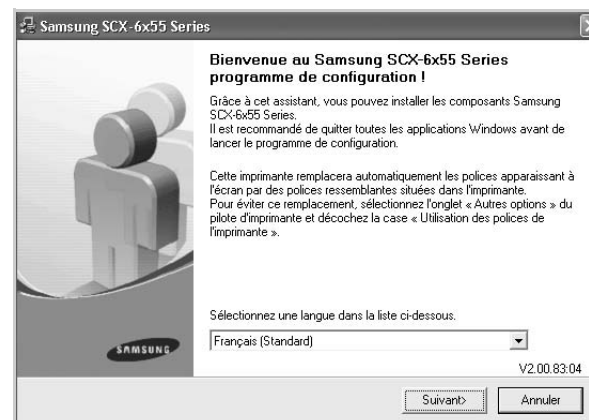 Samsung SCX-6x55 Series
Bienvenue au Samsung SCX-6x55 Series
programme de configuration !
Grâce à cet assistant, vous pouvez installer les composants Samsung
SCX-6x55 Series.
Il est recommandé de quitter toutes les applications Windows avant de
lancer le programme de configuration.
Cette imprimante remplacera automatiquement les polices apparaissant à
l'écran par des polices ressemblantes situées dans l'imprimante.
Pour éviter ce remplacement, sélectionnez l'onglet « Autres options » du
pilote d'imprimante et décochez la case « Utilisation des polices de
l'imprimante ».
Sélectionnez une langue dans la liste ci-dessous.
Français (Standard)
SAMSUNG
V2.00.83:04
Suivant>
Annuler